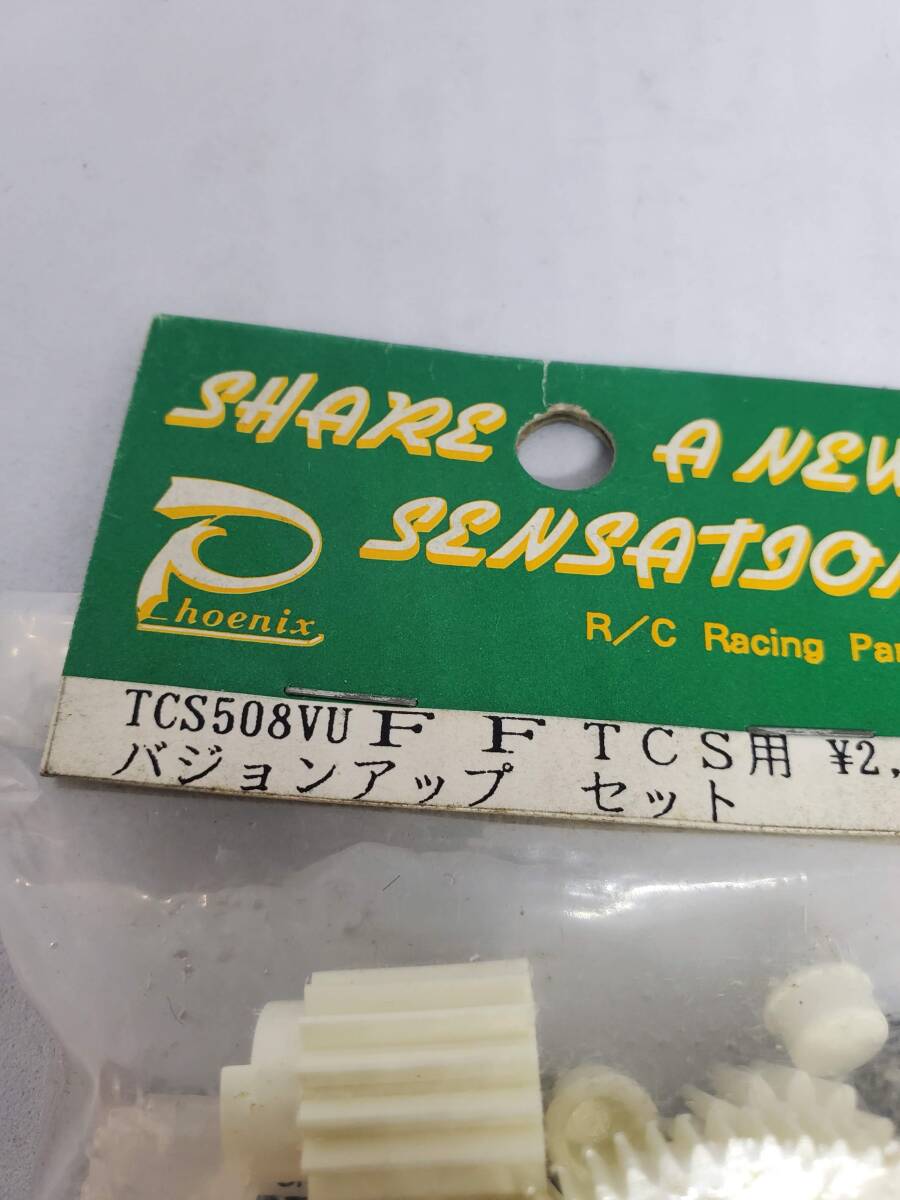 SHARE A NEW
SENSATION
Phoenix
R/C Racing Par
TCS508VU FF TCS用 ¥2,
バジョンアップ セット